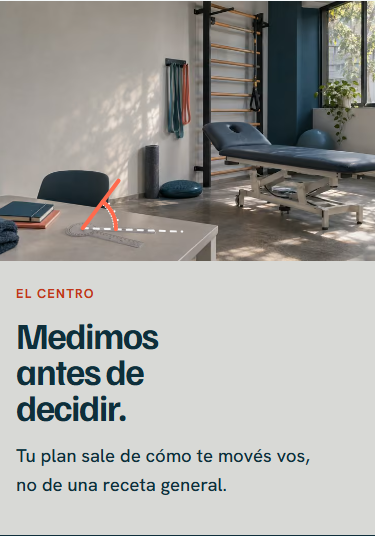 EL CENTRO
Medimos
antes de
decidir.
Tu plan sale de cómo te movés vos,
no de una receta general.